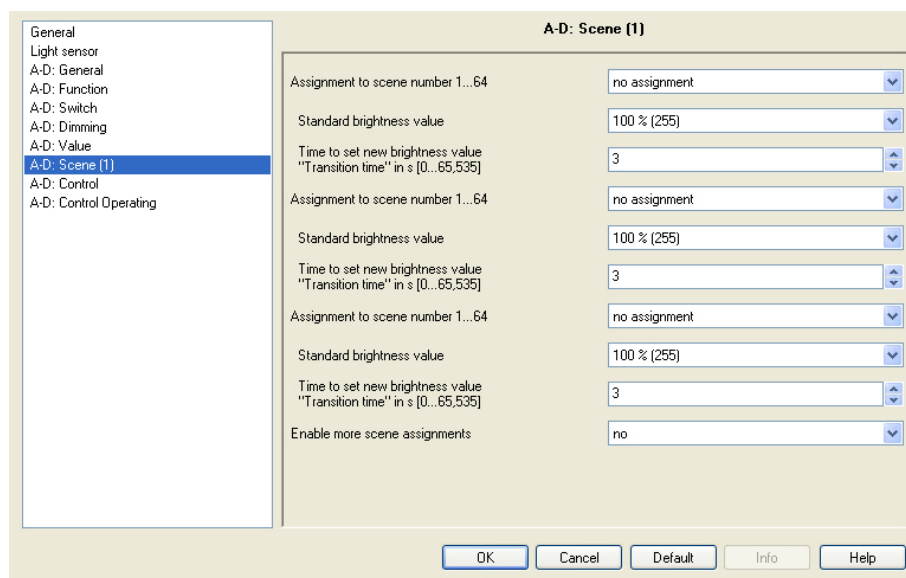 General
Light sensor
A-D: General
A-D: Function
A-D: Switch
A-D: Dimming
A-D: Value
A-D: Scene (1)
A-D: Control
A-D: Control Operating
A-D: Scene (1)
Assignment to scene number 1...64
no assignment
Standard brightness value
100 % (255)
Time to set new brightness value
"Transition time" in s [0...65,535]
3
Assignment to scene number 1...64
no assignment
Standard brightness value
100 % (255)
Time to set new brightness value
"Transition time" in s [0...65,535]
3
Assignment to scene number 1...64
no assignment
Standard brightness value
100 % (255)
Time to set new brightness value
"Transition time" in s [0...65,535]
3
Enable more scene assignments
no
OK
Cancel
Default
Info
Help